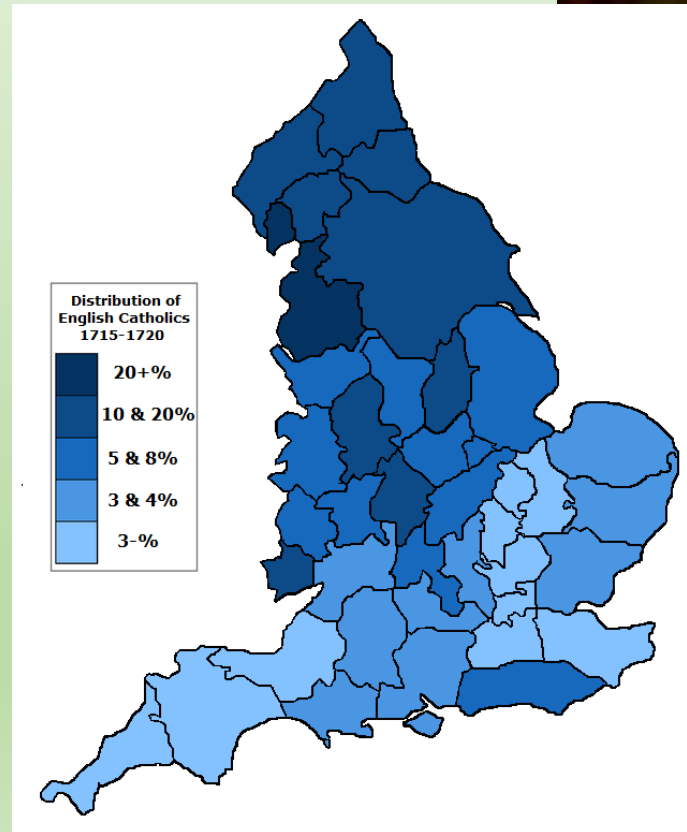 Distribution of
English Catholics
1715-1720
20+%
10 & 20%
5 & 8%
3 & 4%
3-%